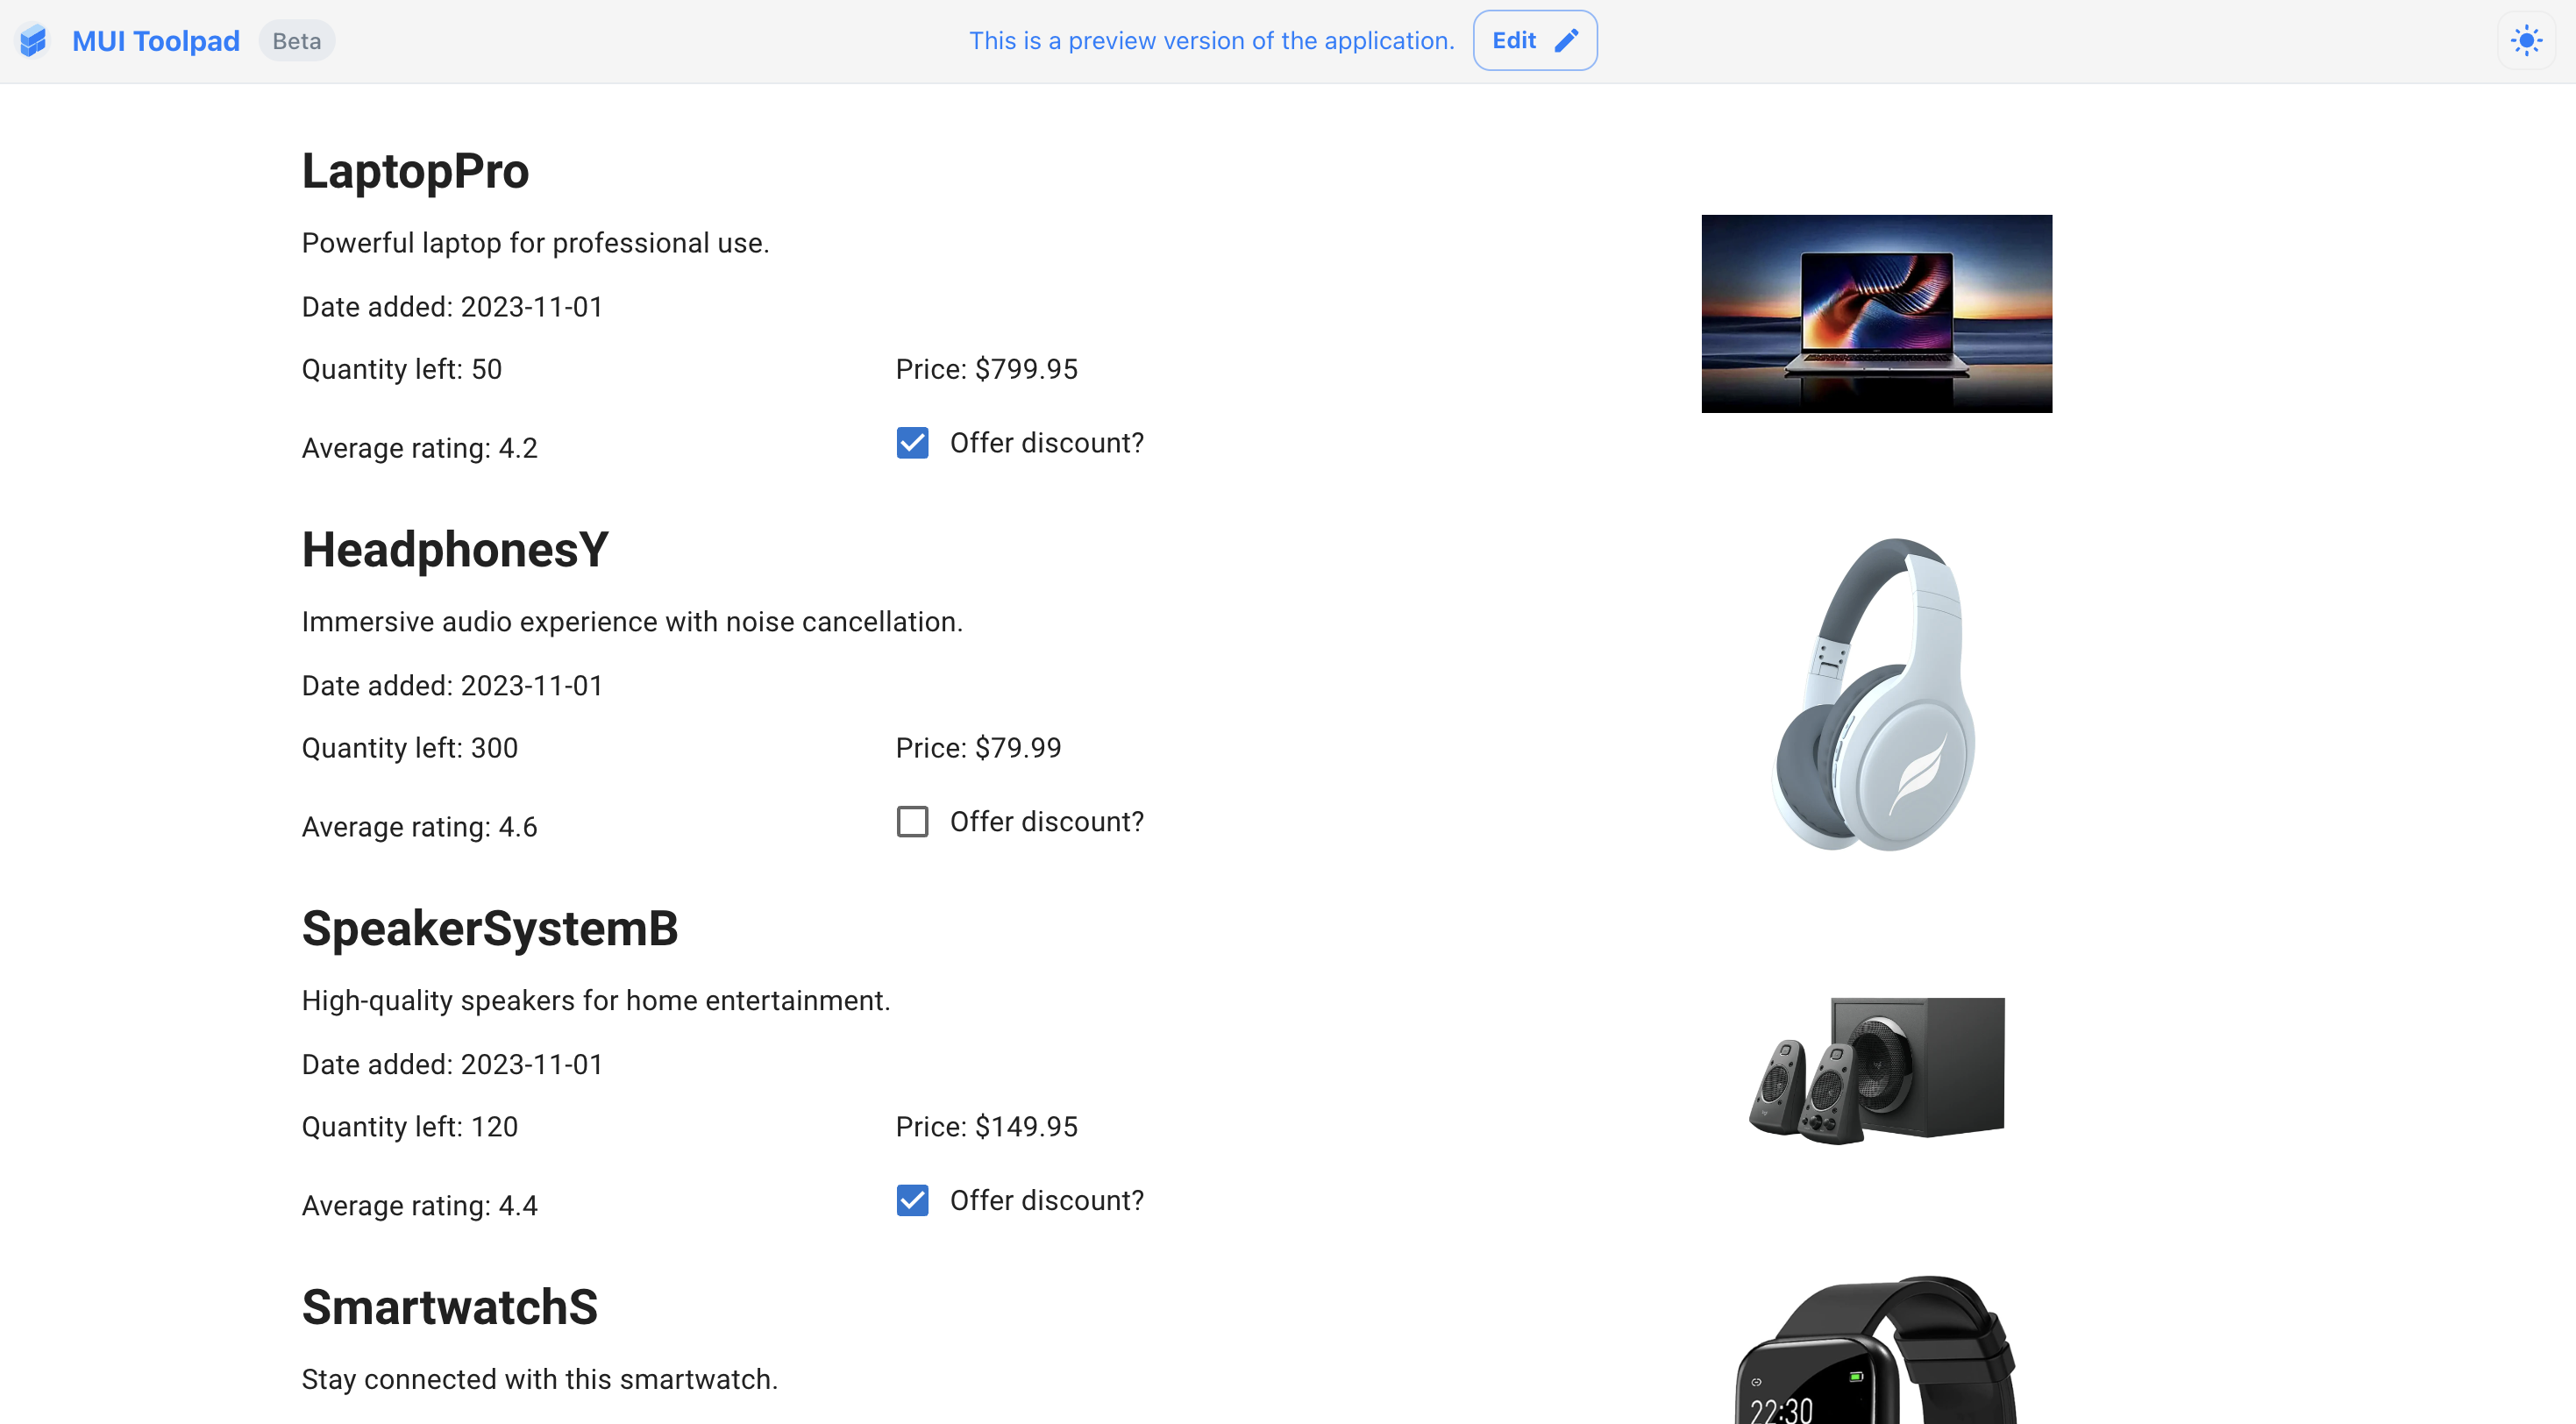 MUI Toolpad Beta
This is a preview version of the application. Edit
LaptopPro
Powerful laptop for professional use.
Date added: 2023-11-01
Quantity left: 50
Price: $799.95
Average rating: 4.2
Offer discount?
HeadphonesY
Immersive audio experience with noise cancellation.
Date added: 2023-11-01
Quantity left: 300
Price: $79.99
Average rating: 4.6
Offer discount?
SpeakerSystemB
High-quality speakers for home entertainment.
Date added: 2023-11-01
Quantity left: 120
Price: $149.95
Average rating: 4.4
Offer discount?
SmartwatchS
Stay connected with this smartwatch.
22:30